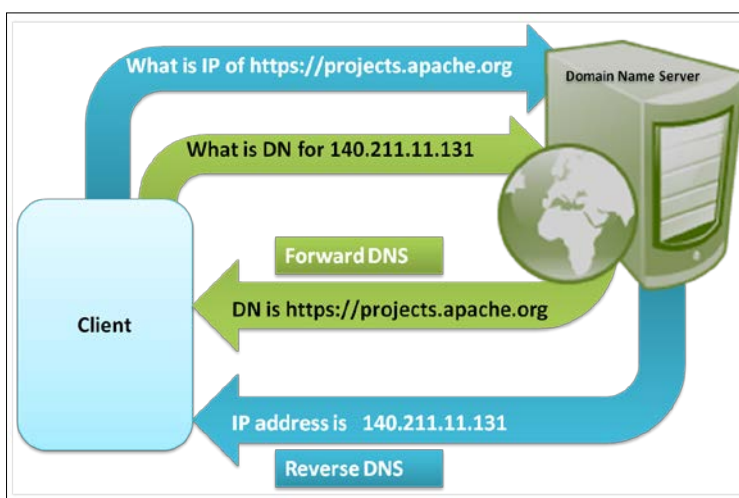 What is IP of https://projects.apache.org
Domain Name Server
What is DN for 140.211.11.131
Forward DNS
DN is https://projects.apache.org
Client
IP address is 140.211.11.131
Reverse DNS